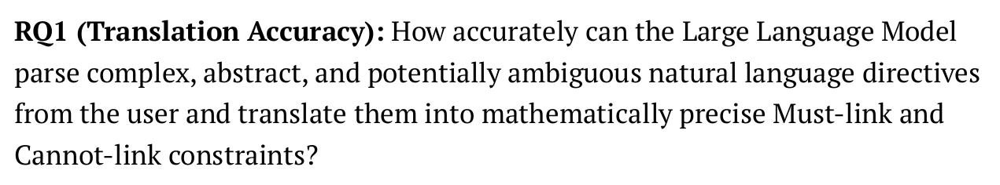 RQ1 (Translation Accuracy): How accurately can the Large Language Model
parse complex, abstract, and potentially ambiguous natural language directives
from the user and translate them into mathematically precise Must-link and
Cannot-link constraints?